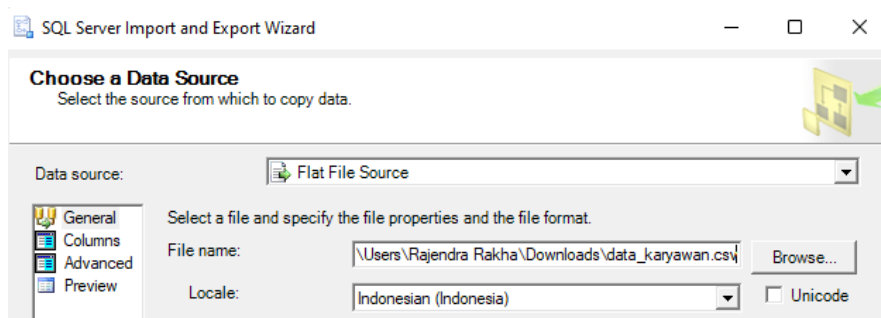 SQL Server Import and Export Wizard
Choose a Data Source
Select the source from which to copy data.
Data source: Flat File Source
General
Columns
Advanced
Preview
Select a file and specify the file properties and the file format.
File name: \Users\Rajendra Rakha\Downloads\data_karyawan.csv Browse...
Locale: Indonesian (Indonesia) Unicode